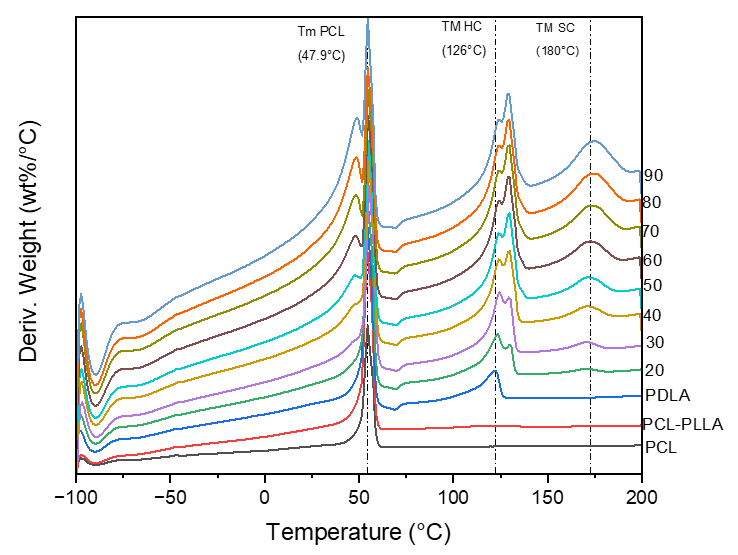 Tm PCL
(47.9°C)
TM HC
(126°C)
TM SC
(180°C)
Deriv. Weight (wt%/°C)
90
80
70
60
50
40
30
20
PDLA
PCL-PLLA
PCL
−100
−50
0
50
100
150
200
Temperature (°C)